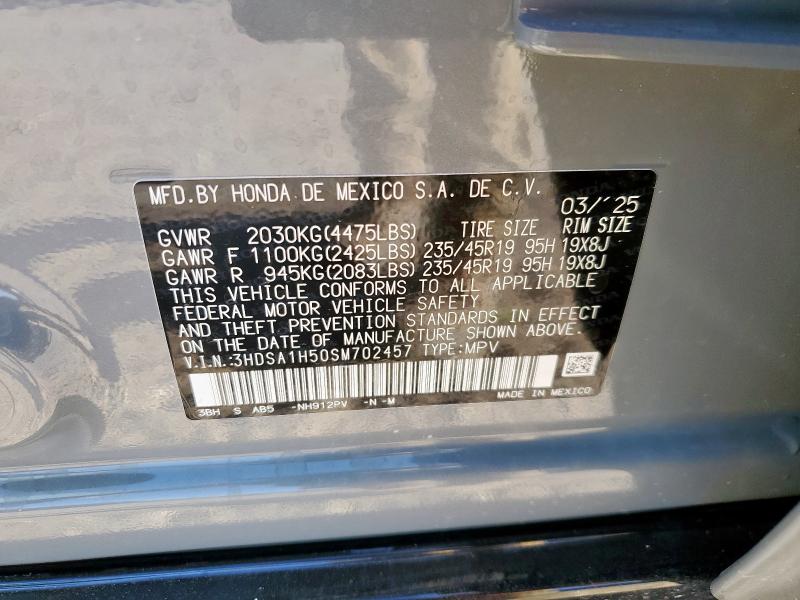 MFD.BY HONDA DE MEXICO S.A. DE C.V.
03/'25
GVWR 2030KG(4475LBS) TIRE SIZE RIM SIZE
GAWR F 1100KG(2425LBS) 235/45R19 95H 19X8J
GAWR R 945KG(2083LBS) 235/45R19 95H 19X8J
THIS VEHICLE CONFORMS TO ALL APPLICABLE
FEDERAL MOTOR VEHICLE SAFETY
AND THEFT PREVENTION STANDARDS IN EFFECT
ON THE DATE OF MANUFACTURE SHOWN ABOVE.
V.I.N.:3HDSA1H50SM702457 TYPE:MPV
3BH S AB5 -NH912PV -N -M MADE IN MEXICO